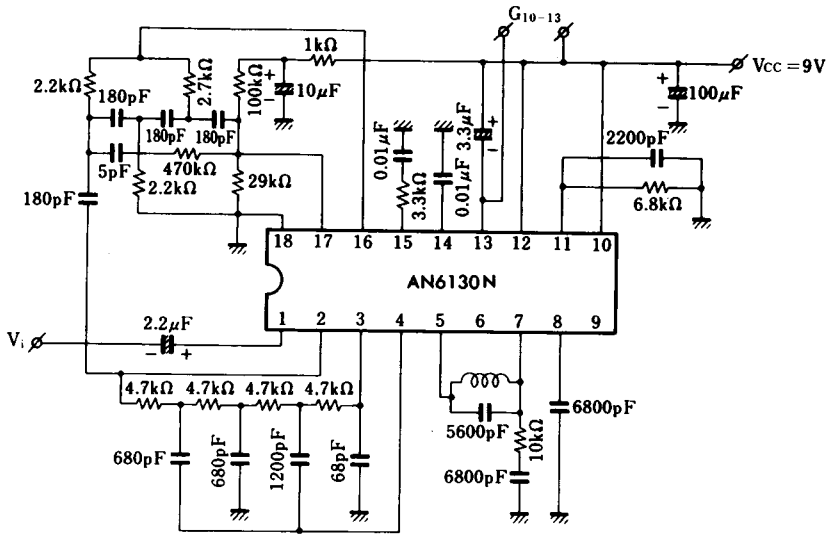 G10-13
1kΩ
2.2kΩ
2.7kΩ
100kΩ
10μF
VCC=9V
100μF
180pF
180pF
180pF
0.01μF
3.3kΩ
0.01μF
3.3μF
2200pF
6.8kΩ
5pF
470kΩ
2.2kΩ
29kΩ
180pF
18 17 16 15 14 13 12 11 10
AN6130N
1 2 3 4 5 6 7 8 9
Vi
2.2μF
4.7kΩ 4.7kΩ 4.7kΩ 4.7kΩ
680pF
680pF
1200pF
68pF
5600pF
10kΩ
6800pF
6800pF